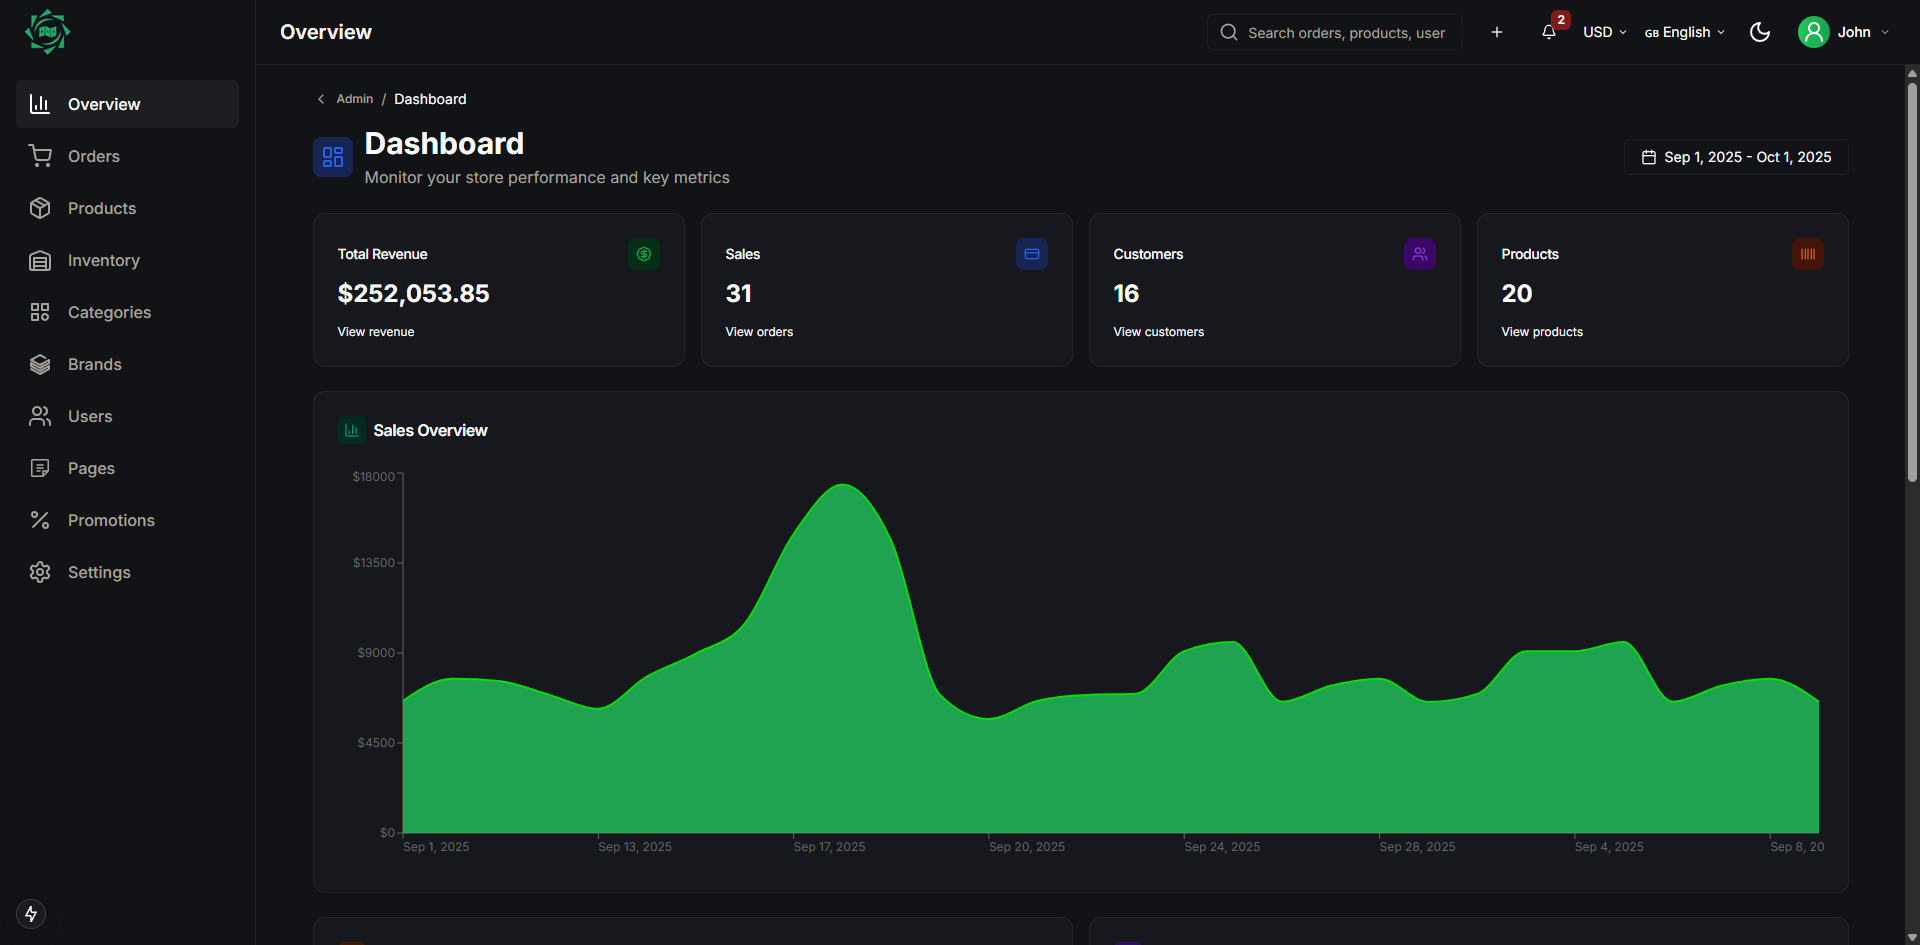 Overview
Search orders, products, user
2
USD
GB English
John
Overview
Orders
Products
Inventory
Categories
Brands
Users
Pages
Promotions
Settings
Admin / Dashboard
Dashboard
Monitor your store performance and key metrics
Sep 1, 2025 - Oct 1, 2025
Total Revenue
$252,053.85
View revenue
Sales
31
View orders
Customers
16
View customers
Products
20
View products
Sales Overview
$18000
$13500
$9000
$4500
$0
Sep 1, 2025
Sep 13, 2025
Sep 17, 2025
Sep 20, 2025
Sep 24, 2025
Sep 28, 2025
Sep 4, 2025
Sep 8, 20